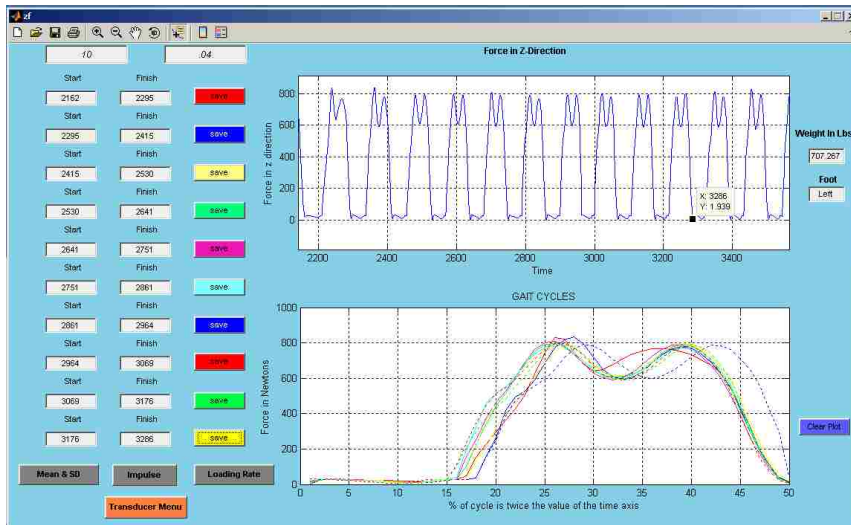 zf
10 .04
Force in Z-Direction
Start Finish
2162 2295 save
Start Finish
2295 2415 save
Start Finish
2415 2530 save
Start Finish
2530 2641 save
Start Finish
2641 2751 save
Start Finish
2751 2861 save
Start Finish
2861 2964 save
Start Finish
2964 3069 save
Start Finish
3069 3176 save
Start Finish
3176 3286 save
Mean & SD Impulse Loading Rate
Transducer Menu
Force in z direction
800
600
400
200
0
X: 3286
Y: 1.939
2200 2400 2600 2800 3000 3200 3400
Time
Weight In Lbs
707.267
Foot
Left
GAIT CYCLES
Force in Newtons
1000
800
600
400
200
0
0 5 10 15 20 25 30 35 40 45 50
% of cycle is twice the value of the time axis
Clear Plot